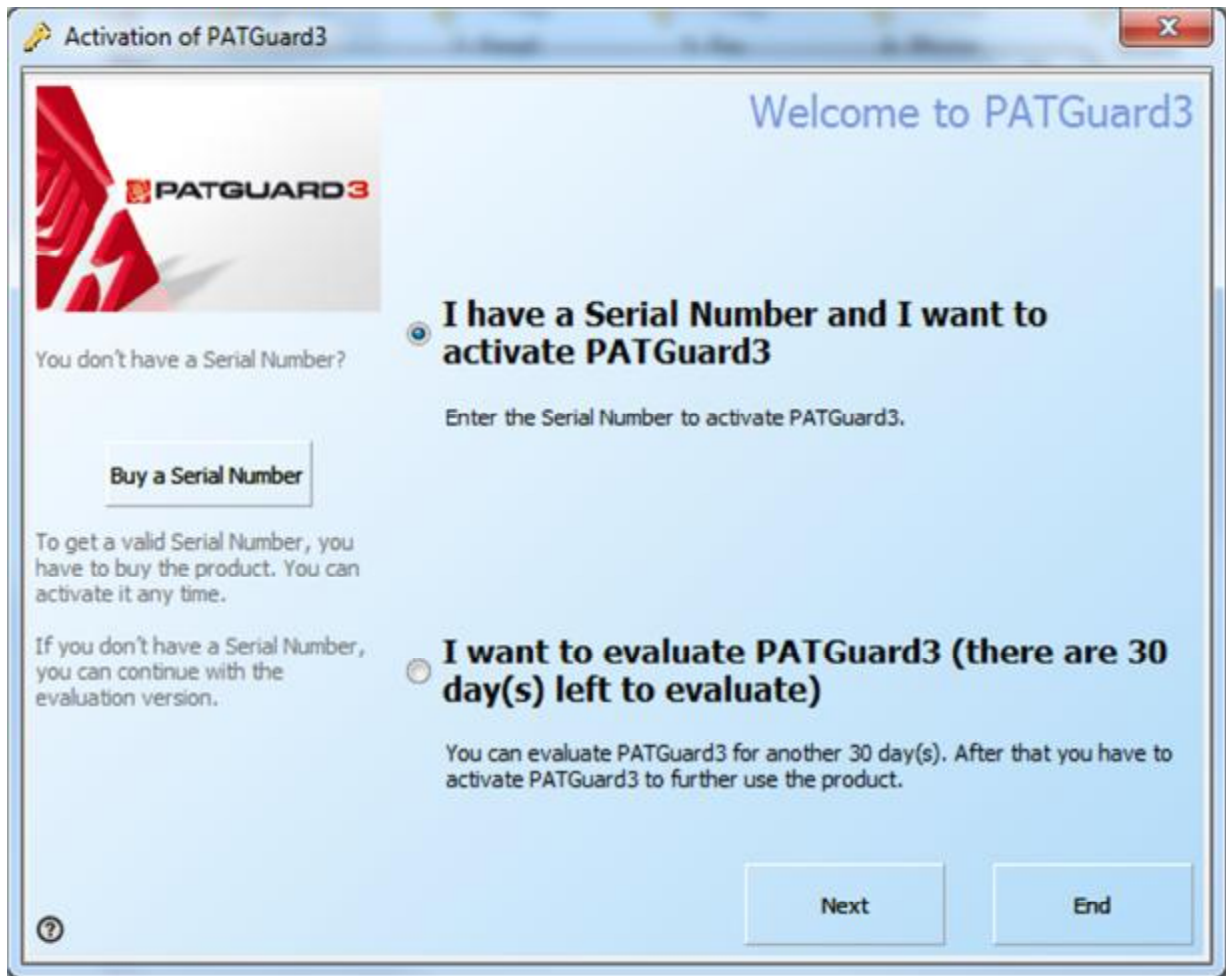 Activation of PATGuard3
Welcome to PATGuard3
PATGUARD3
You don't have a Serial Number?
Buy a Serial Number
To get a valid Serial Number, you
have to buy the product. You can
activate it any time.
If you don't have a Serial Number,
you can continue with the
evaluation version.
I have a Serial Number and I want to
activate PATGuard3
Enter the Serial Number to activate PATGuard3.
I want to evaluate PATGuard3 (there are 30
day(s) left to evaluate)
You can evaluate PATGuard3 for another 30 day(s). After that you have to
activate PATGuard3 to further use the product.
Next
End